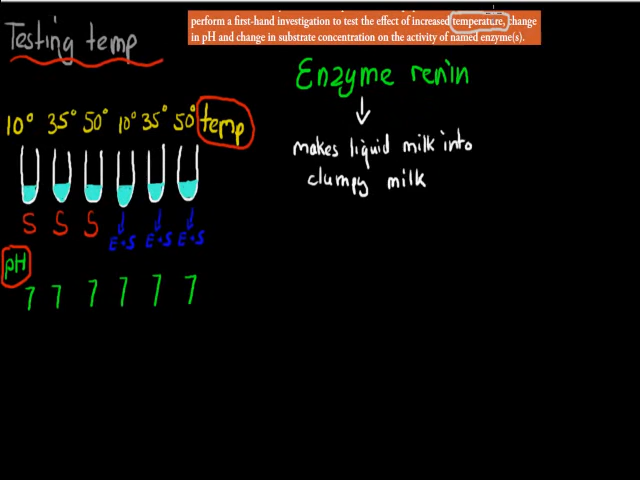 perform a first-hand investigation to test the effect of increased temperature, change
in pH and change in substrate concentration on the activity of named enzyme(s).
Testing temp
Enzyme renin
makes liquid milk into
clumpy milk
10° 35° 50° 10° 35° 50° temp
S S S E+S E+S E+S
pH
7 7 7 7 7 7